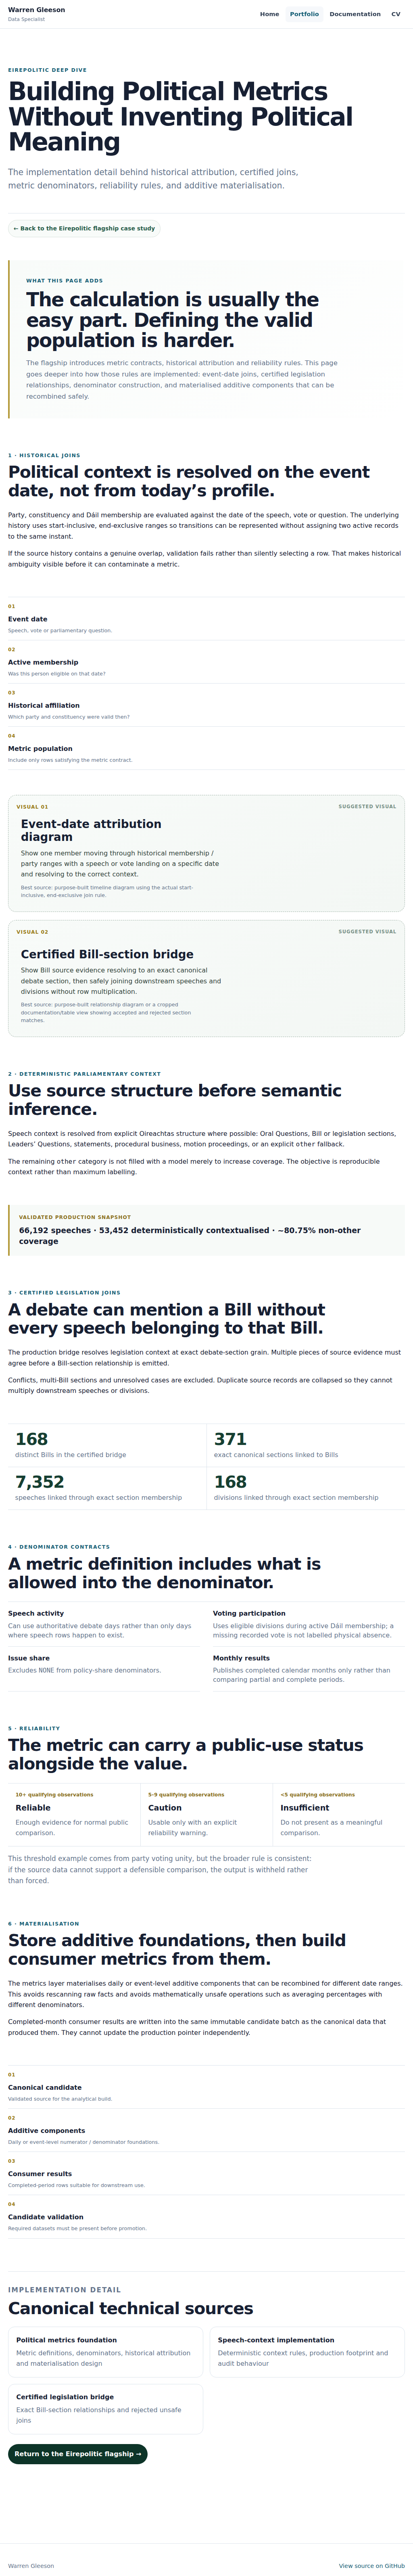 Warren Gleeson
Data Specialist
Home Portfolio Documentation CV
EIREPOLITIC DEEP DIVE
Building Political Metrics
Without Inventing Political
Meaning
The implementation detail behind historical attribution, certified joins,
metric denominators, reliability rules, and additive materialisation.
← Back to the Eirepolitic flagship case study
WHAT THIS PAGE ADDS
The calculation is usually the
easy part. Defining the valid
population is harder.
The flagship introduces metric contracts, historical attribution and reliability rules. This page
goes deeper into how those rules are implemented: event-date joins, certified legislation
relationships, denominator construction, and materialised additive components that can be
recombined safely.
1 · HISTORICAL JOINS
Political context is resolved on the event
date, not from today’s profile.
Party, constituency and Dáil membership are evaluated against the date of the speech, vote or question. The underlying
history uses start-inclusive, end-exclusive ranges so transitions can be represented without assigning two active records
to the same instant.
If the source history contains a genuine overlap, validation fails rather than silently selecting a row. That makes historical
ambiguity visible before it can contaminate a metric.
01
Event date
Speech, vote or parliamentary question.
02
Active membership
Was this person eligible on that date?
03
Historical affiliation
Which party and constituency were valid then?
04
Metric population
Include only rows satisfying the metric contract.
VISUAL 01 SUGGESTED VISUAL
Event-date attribution
diagram
Show one member moving through historical membership /
party ranges with a speech or vote landing on a specific date
and resolving to the correct context.
Best source: purpose-built timeline diagram using the actual start-
inclusive, end-exclusive join rule.
VISUAL 02 SUGGESTED VISUAL
Certified Bill-section bridge
Show Bill source evidence resolving to an exact canonical
debate section, then safely joining downstream speeches and
divisions without row multiplication.
Best source: purpose-built relationship diagram or a cropped
documentation/table view showing accepted and rejected section
matches.
2 · DETERMINISTIC PARLIAMENTARY CONTEXT
Use source structure before semantic
inference.
Speech context is resolved from explicit Oireachtas structure where possible: Oral Questions, Bill or legislation sections,
Leaders’ Questions, statements, procedural business, motion proceedings, or an explicit other fallback.
The remaining other category is not filled with a model merely to increase coverage. The objective is reproducible
context rather than maximum labelling.
VALIDATED PRODUCTION SNAPSHOT
66,192 speeches · 53,452 deterministically contextualised · ~80.75% non-other
coverage
3 · CERTIFIED LEGISLATION JOINS
A debate can mention a Bill without
every speech belonging to that Bill.
The production bridge resolves legislation context at exact debate-section grain. Multiple pieces of source evidence must
agree before a Bill-section relationship is emitted.
Conflicts, multi-Bill sections and unresolved cases are excluded. Duplicate source records are collapsed so they cannot
multiply downstream speeches or divisions.
168
distinct Bills in the certified bridge
371
exact canonical sections linked to Bills
7,352
speeches linked through exact section membership
168
divisions linked through exact section membership
4 · DENOMINATOR CONTRACTS
A metric definition includes what is
allowed into the denominator.
Speech activity
Can use authoritative debate days rather than only days
where speech rows happen to exist.
Voting participation
Uses eligible divisions during active Dáil membership; a
missing recorded vote is not labelled physical absence.
Issue share
Excludes NONE from policy-share denominators.
Monthly results
Publishes completed calendar months only rather than
comparing partial and complete periods.
5 · RELIABILITY
The metric can carry a public-use status
alongside the value.
10+ qualifying observations
Reliable
Enough evidence for normal public
comparison.
5–9 qualifying observations
Caution
Usable only with an explicit
reliability warning.
<5 qualifying observations
Insufficient
Do not present as a meaningful
comparison.
This threshold example comes from party voting unity, but the broader rule is consistent:
if the source data cannot support a defensible comparison, the output is withheld rather
than forced.
6 · MATERIALISATION
Store additive foundations, then build
consumer metrics from them.
The metrics layer materialises daily or event-level additive components that can be recombined for different date ranges.
This avoids rescanning raw facts and avoids mathematically unsafe operations such as averaging percentages with
different denominators.
Completed-month consumer results are written into the same immutable candidate batch as the canonical data that
produced them. They cannot update the production pointer independently.
01
Canonical candidate
Validated source for the analytical build.
02
Additive components
Daily or event-level numerator / denominator foundations.
03
Consumer results
Completed-period rows suitable for downstream use.
04
Candidate validation
Required datasets must be present before promotion.
IMPLEMENTATION DETAIL
Canonical technical sources
Political metrics foundation
Metric definitions, denominators, historical attribution
and materialisation design
Speech-context implementation
Deterministic context rules, production footprint and
audit behaviour
Certified legislation bridge
Exact Bill-section relationships and rejected unsafe
joins
Return to the Eirepolitic flagship →
Warren Gleeson
View source on GitHub